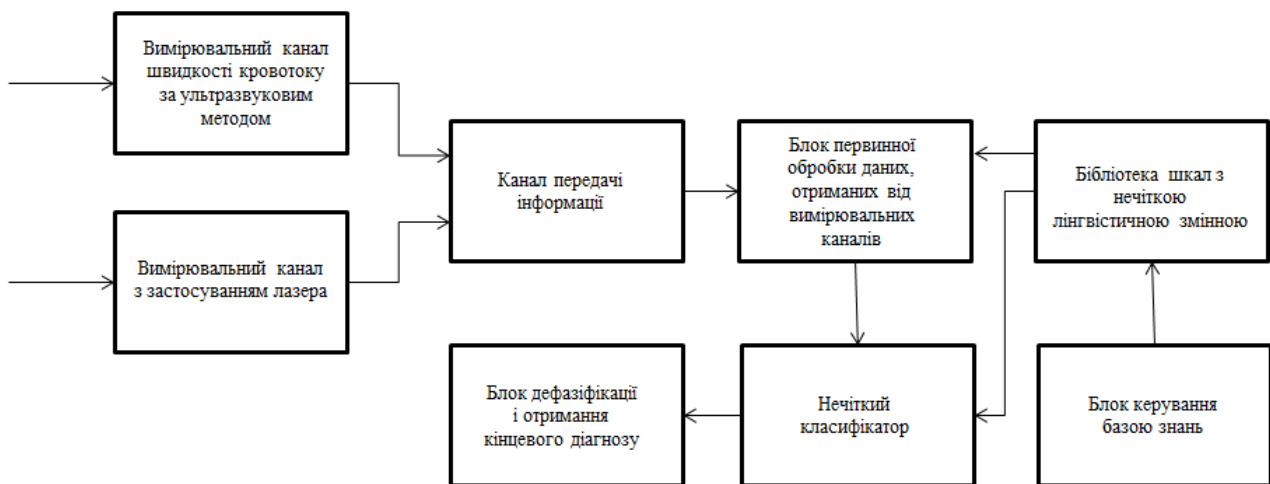 Вимірювальний канал
швидкості кровотоку
за ультразвуковим
методом
Вимірювальний канал
з застосуванням лазера
Канал передачі
інформації
Блок первинної
обробки даних,
отриманих від
вимірювальних
каналів
Бібліотека шкал з
нечіткою
лінгвістичною змінною
Блок дефазіфікації
і отримання
кінцевого діагнозу
Нечіткий
класифікатор
Блок керування
базою знань